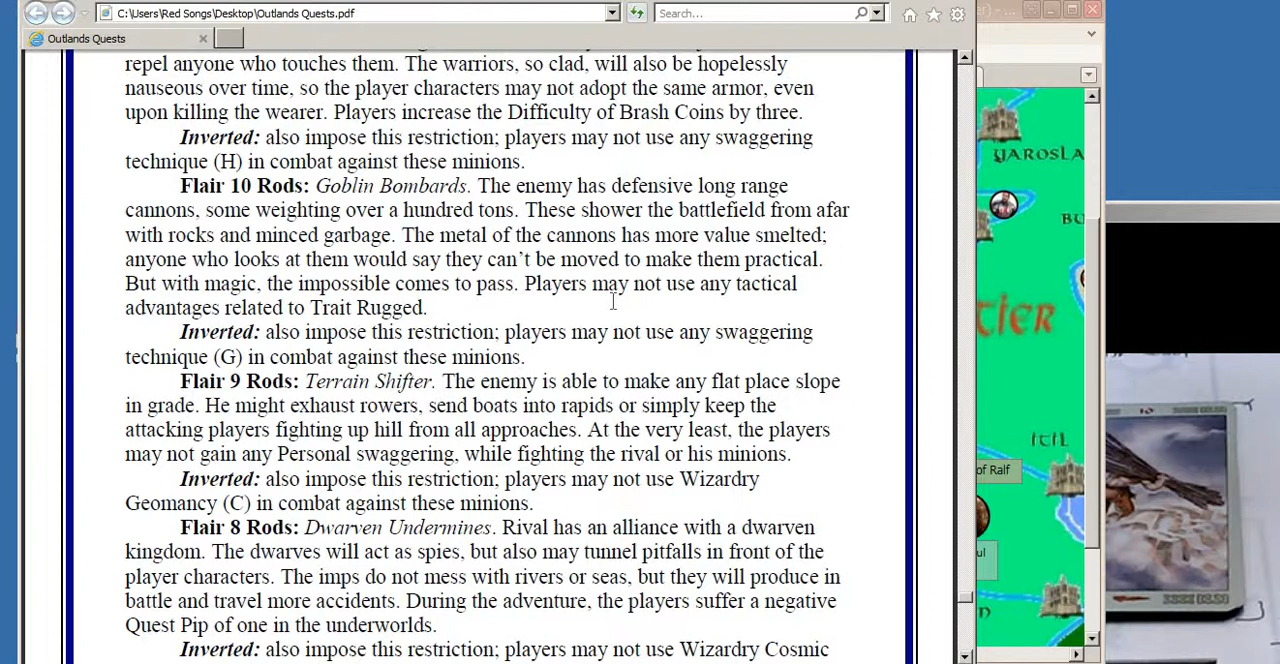 C:\Users\Red Songs\Desktop\Outlands Quests.pdf
Search...
Outlands Quests
repel anyone who touches them. The warriors, so clad, will also be hopelessly
nauseous over time, so the player characters may not adopt the same armor, even
upon killing the wearer. Players increase the Difficulty of Brash Coins by three.
Inverted: also impose this restriction; players may not use any swaggering
technique (H) in combat against these minions.
Flair 10 Rods: Goblin Bombards. The enemy has defensive long range
cannons, some weighing over a hundred tons. These shower the battlefield from afar
with rocks and minced garbage. The metal of the cannons has more value smelted;
anyone who looks at them would say they can't be moved to make them practical.
But with magic, the impossible comes to pass. Players may not use any tactical
advantages related to Trait Rugged.
Inverted: also impose this restriction; players may not use any swaggering
technique (G) in combat against these minions.
Flair 9 Rods: Terrain Shifter. The enemy is able to make any flat place slope
in grade. He might exhaust rowers, send boats into rapids or simply keep the
attacking players fighting up hill from all approaches. At the very least, the players
may not gain any Personal swaggering, while fighting the rival or his minions.
Inverted: also impose this restriction; players may not use Wizardry
Geomancy (C) in combat against these minions.
Flair 8 Rods: Dwarven Undermines. Rival has an alliance with a dwarven
kingdom. The dwarves will act as spies, but also may tunnel pitfalls in front of the
player characters. The imps do not mess with rivers or seas, but they will produce in
battle and travel more accidents. During the adventure, the players suffer a negative
Quest Pip of one in the underworlds.
Inverted: also impose this restriction; players may not use Wizardry Cosmic
YAROSLA
BU
TIER
ITIL
of Ralf
ul
10